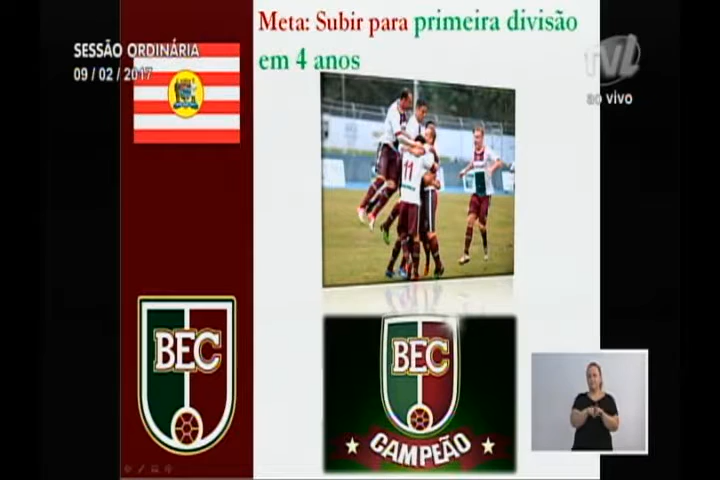 Meta: Subir para primeira divisão
em 4 anos
SESSÃO ORDINÁRIA
09 / 02 / 2017
TVL
ao vivo
11
BEC
BEC
CAMPEÃO